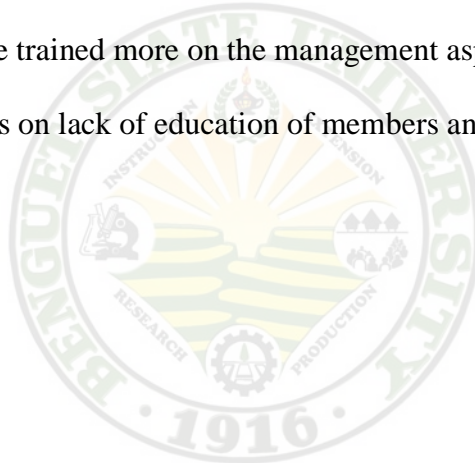 e trained more on the management asp
s on lack of education of members an
BENGUET STATE UNIVERSITY
INSTRUCTION
EXTENSION
RESEARCH
PRODUCTION
· 1916 ·